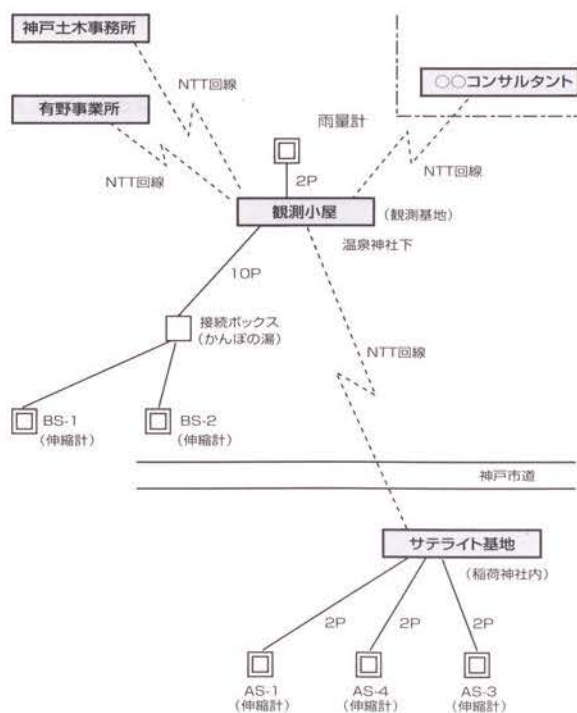 神戸土木事務所
NTT回線
○○コンサルタント
有野事業所
雨量計
NTT回線
NTT回線
2P
観測小屋
(観測基地)
温泉神社下
10P
接続ボックス
(かんぽの湯)
NTT回線
BS-1
(伸縮計)
BS-2
(伸縮計)
神戸市道
サテライト基地
(稲荷神社内)
2P
2P
2P
AS-1
(伸縮計)
AS-4
(伸縮計)
AS-3
(伸縮計)